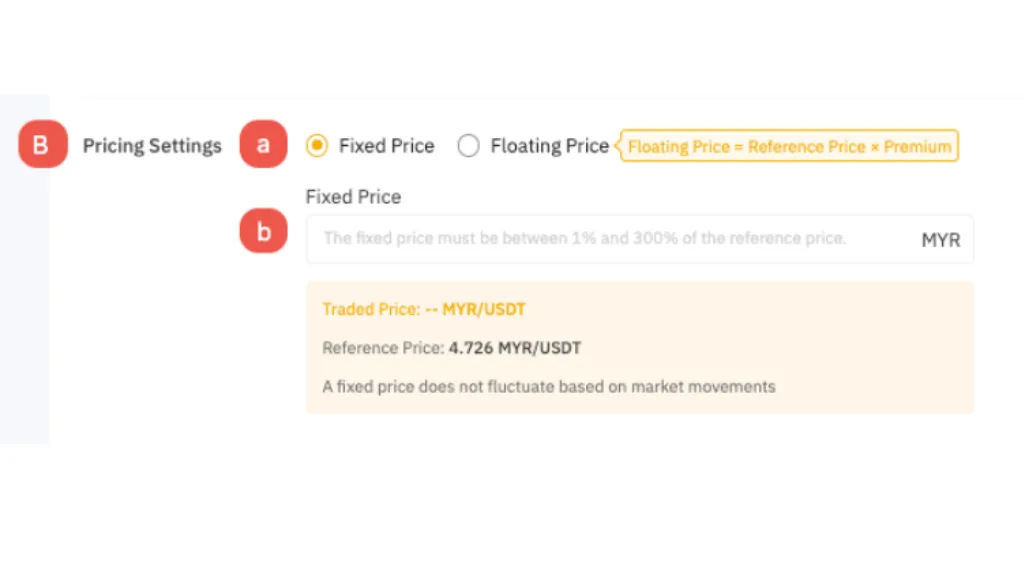 B Pricing Settings a Fixed Price Floating Price Floating Price = Reference Price × Premium
Fixed Price
b The fixed price must be between 1% and 300% of the reference price. MYR
Traded Price: -- MYR/USDT
Reference Price: 4.726 MYR/USDT
A fixed price does not fluctuate based on market movements